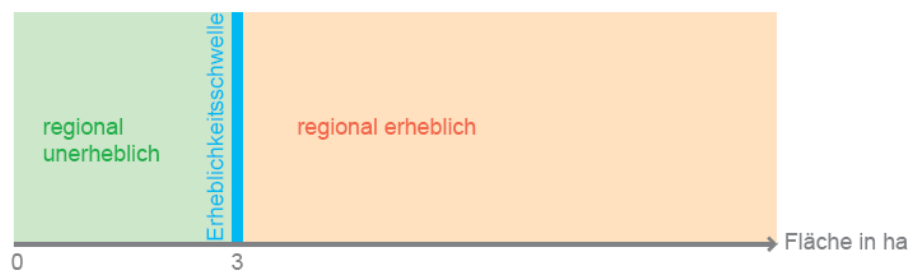 regional
unerheblich
Erheblichkeitsschwelle
regional erheblich
Fläche in ha
0
3